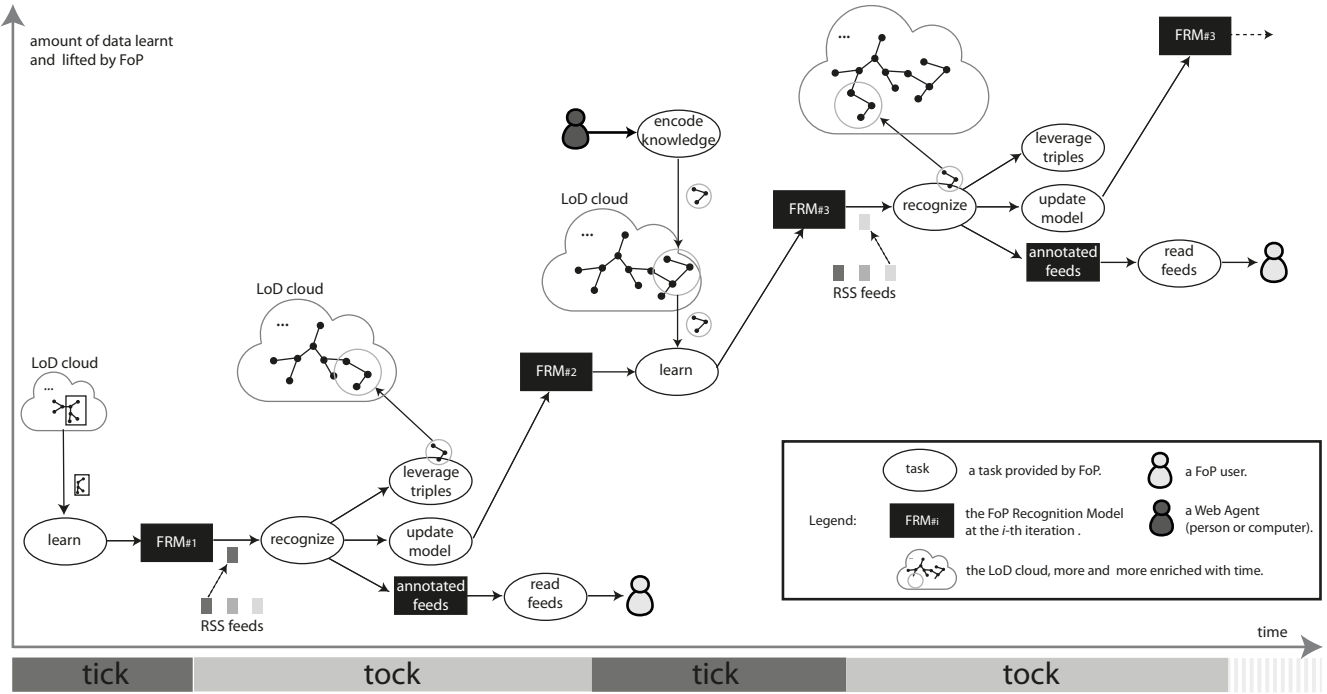 amount of data learnt
and lifted by FoP
LoD cloud
...
learn
FRM#1
RSS feeds
recognize
LoD cloud
...
leverage
triples
update
model
annotated
feeds
read
feeds
FRM#2
encode
knowledge
LoD cloud
...
learn
FRM#3
RSS feeds
...
recognize
leverage
triples
update
model
annotated
feeds
read
feeds
FRM#3
Legend:
task
a task provided by FoP.
a FoP user.
FRM#i
the FoP Recognition Model
at the i-th iteration .
a Web Agent
(person or computer).
...
the LoD cloud, more and more enriched with time.
time
tick
tock
tick
tock